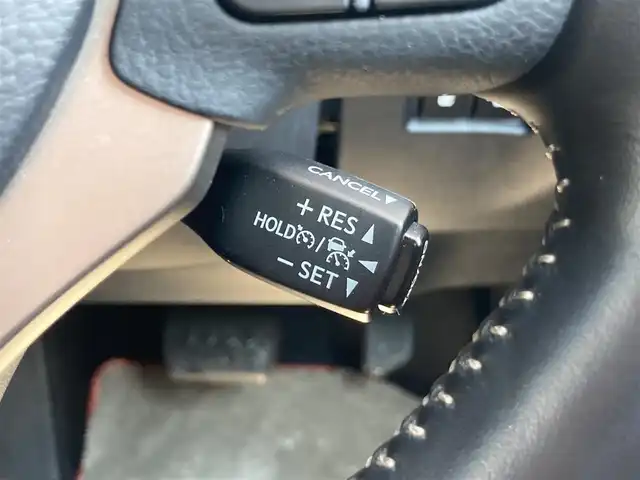 CANCEL▼
+ RES ▲
HOLD / ◀
− SET ▼